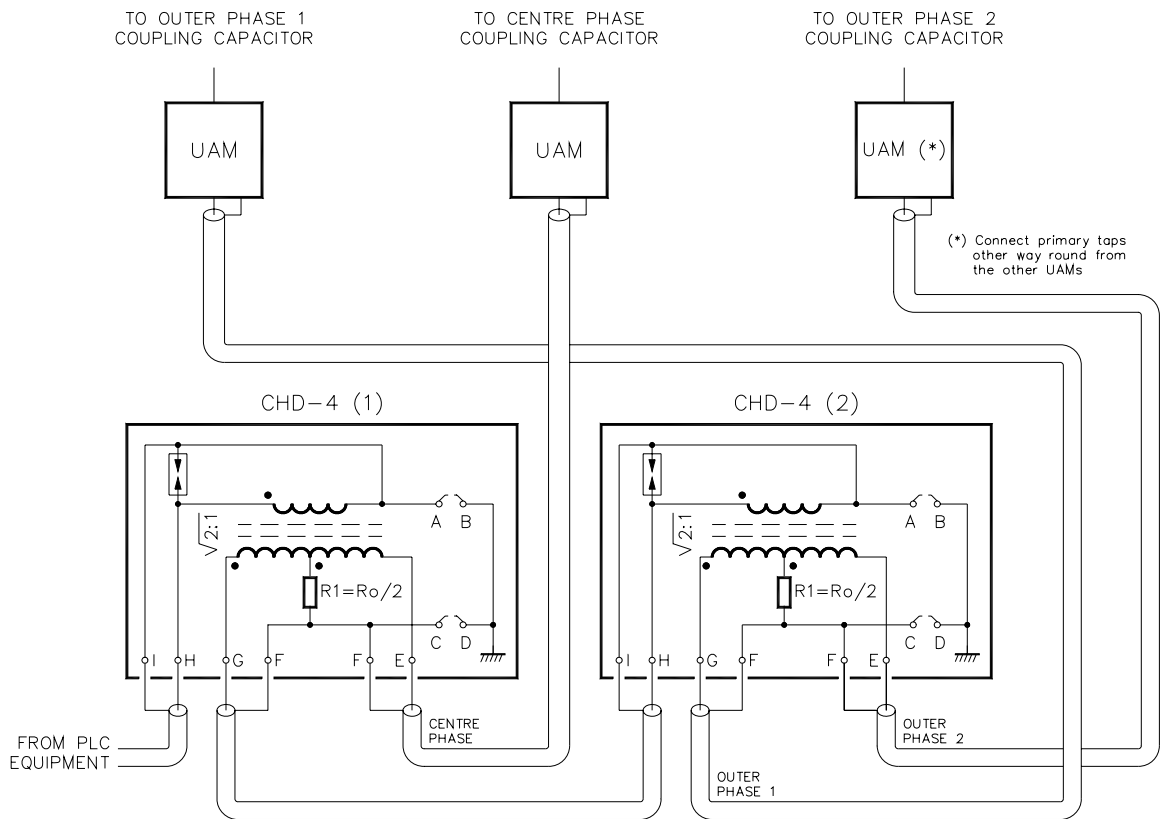 TO OUTER PHASE 1
COUPLING CAPACITOR
TO CENTRE PHASE
COUPLING CAPACITOR
TO OUTER PHASE 2
COUPLING CAPACITOR
UAM
UAM
UAM (*)
(*) Connect primary taps
other way round from
the other UAMs
CHD-4 (1)
CHD-4 (2)
√2:1
A B
R1=Ro/2
C D
I H G F F E
√2:1
A B
R1=Ro/2
C D
I H G F F E
FROM PLC
EQUIPMENT
CENTRE
PHASE
OUTER
PHASE 2
OUTER
PHASE 1